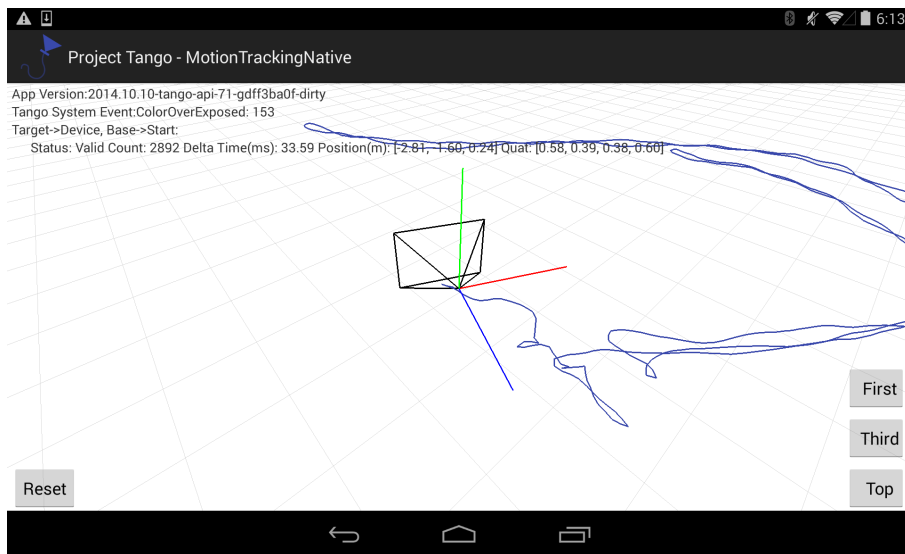 6:13
Project Tango - MotionTrackingNative
App Version:2014.10.10-tango-api-71-gdff3ba0f-dirty
Tango System Event:ColorOverExposed: 153
Target->Device, Base->Start:
Status: Valid Count: 2892 Delta Time(ms): 33.59 Position(m): [-2.81, -1.60, 0.24] Quat: [0.58, 0.39, 0.38, 0.60]
First
Third
Reset
Top